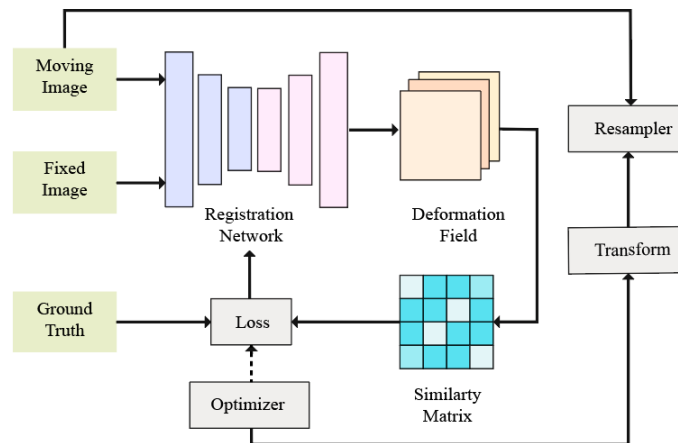 Moving
Image
Fixed
Image
Registration
Network
Deformation
Field
Resampler
Transform
Ground
Truth
Loss
Optimizer
Similarty
Matrix